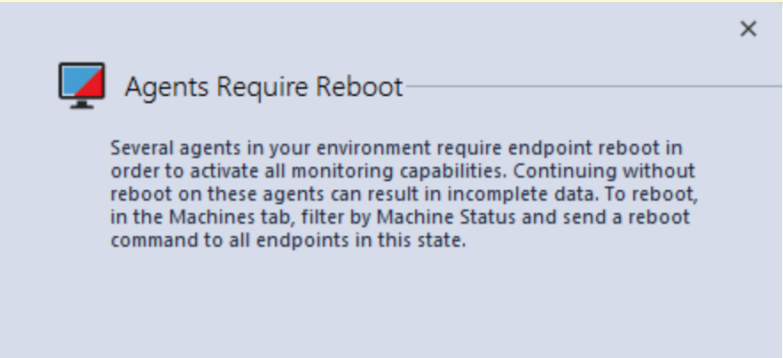 Agents Require Reboot
Several agents in your environment require endpoint reboot in
order to activate all monitoring capabilities. Continuing without
reboot on these agents can result in incomplete data. To reboot,
in the Machines tab, filter by Machine Status and send a reboot
command to all endpoints in this state.